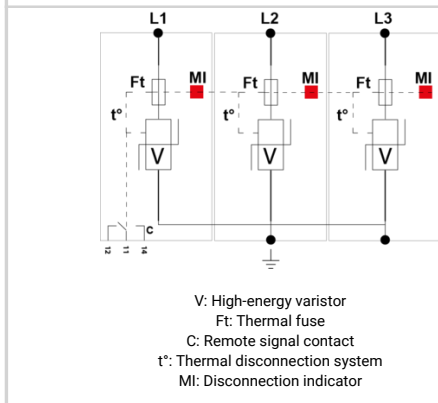 L1 L2 L3
Ft MI Ft MI Ft MI
t° t° t°
V V V
C
12 11 14
V: High-energy varistor
Ft: Thermal fuse
C: Remote signal contact
t°: Thermal disconnection system
MI: Disconnection indicator